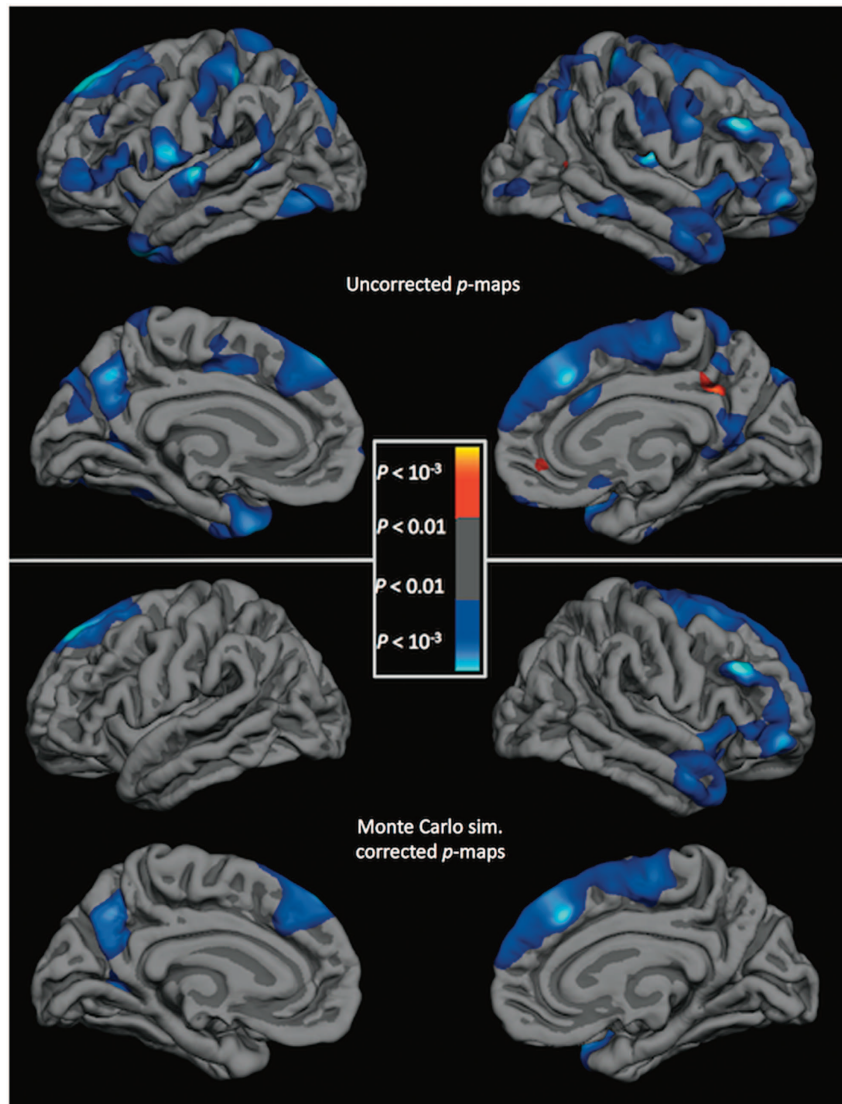 Uncorrected p-maps
P < 10⁻³
P < 0.01
P < 0.01
P < 10⁻³
Monte Carlo sim.
corrected p-maps